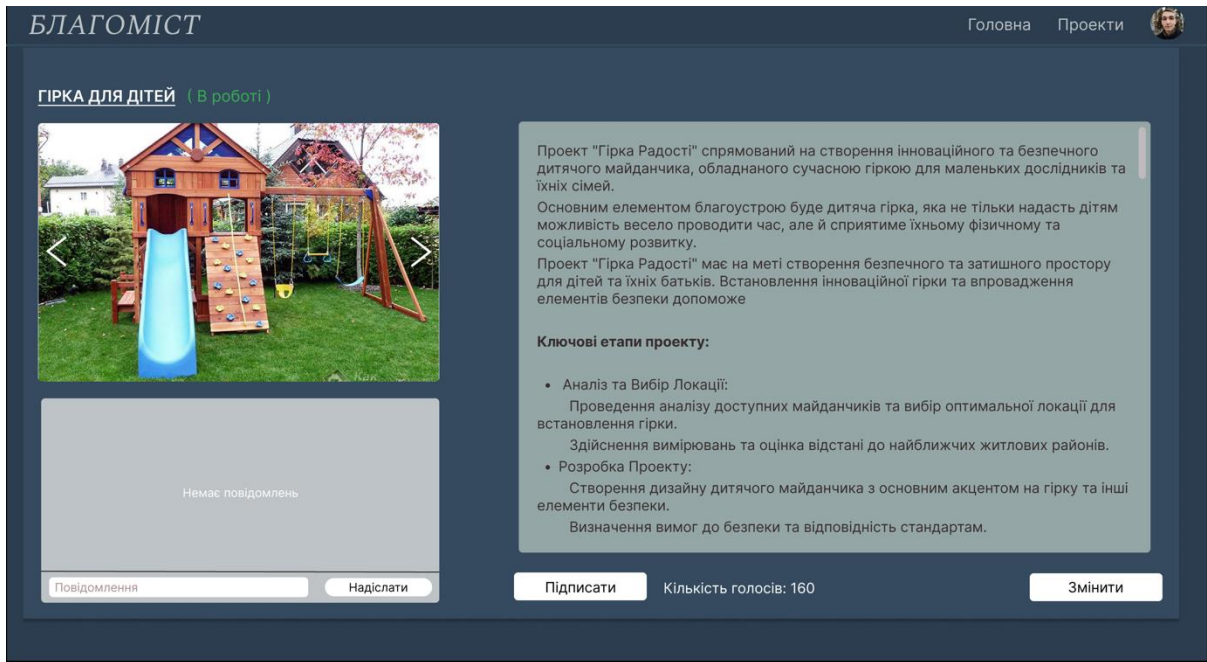 БЛАГОМІСТ
Головна Проекти
ГІРКА ДЛЯ ДІТЕЙ ( В роботі )
Проект "Гірка Радості" спрямований на створення інноваційного та безпечного
дитячого майданчика, обладнаного сучасною гіркою для маленьких дослідників та
їхніх сімей.
Основним елементом благоустрою буде дитяча гірка, яка не тільки надасть дітям
можливість весело проводити час, але й сприятиме їхньому фізичному та
соціальному розвитку.
Проект "Гірка Радості" має на меті створення безпечного та затишного простору
для дітей та їхніх батьків. Встановлення інноваційної гірки та впровадження
елементів безпеки допоможе
Ключові етапи проекту:
• Аналіз та Вибір Локації:
Проведення аналізу доступних майданчиків та вибір оптимальної локації для
встановлення гірки.
Здійснення вимірювань та оцінка відстані до найближчих житлових районів.
• Розробка Проекту:
Створення дизайну дитячого майданчика з основним акцентом на гірку та інші
елементи безпеки.
Визначення вимог до безпеки та відповідність стандартам.
Немає повідомлень
Повідомлення Надіслати
Підписати Кількість голосів: 160 Змінити